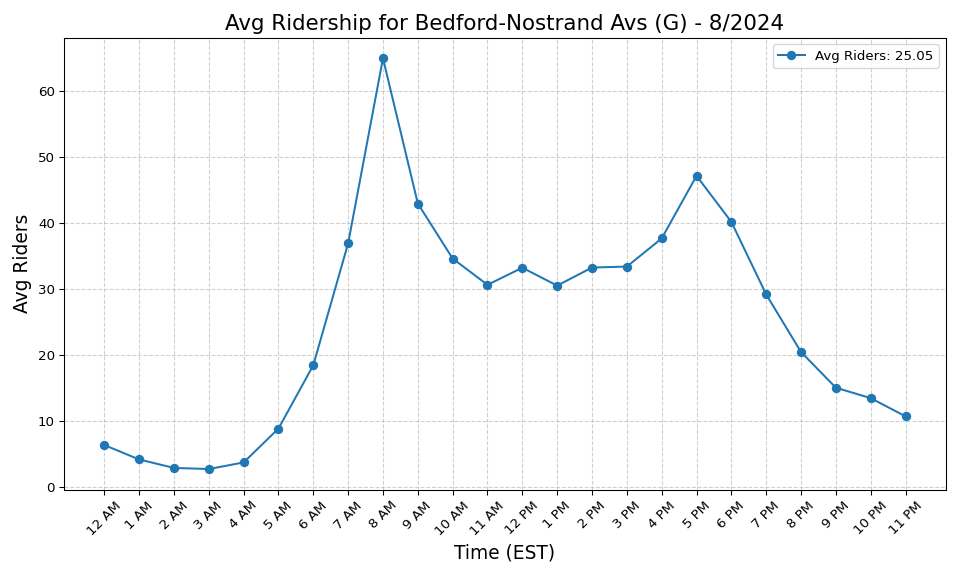 Avg Ridership for Bedford-Nostrand Avs (G) - 8/2024
Avg Riders: 25.05
Avg Riders
60
50
40
30
20
10
0
12 AM
1 AM
2 AM
3 AM
4 AM
5 AM
6 AM
7 AM
8 AM
9 AM
10 AM
11 AM
12 PM
1 PM
2 PM
3 PM
4 PM
5 PM
6 PM
7 PM
8 PM
9 PM
10 PM
11 PM
Time (EST)